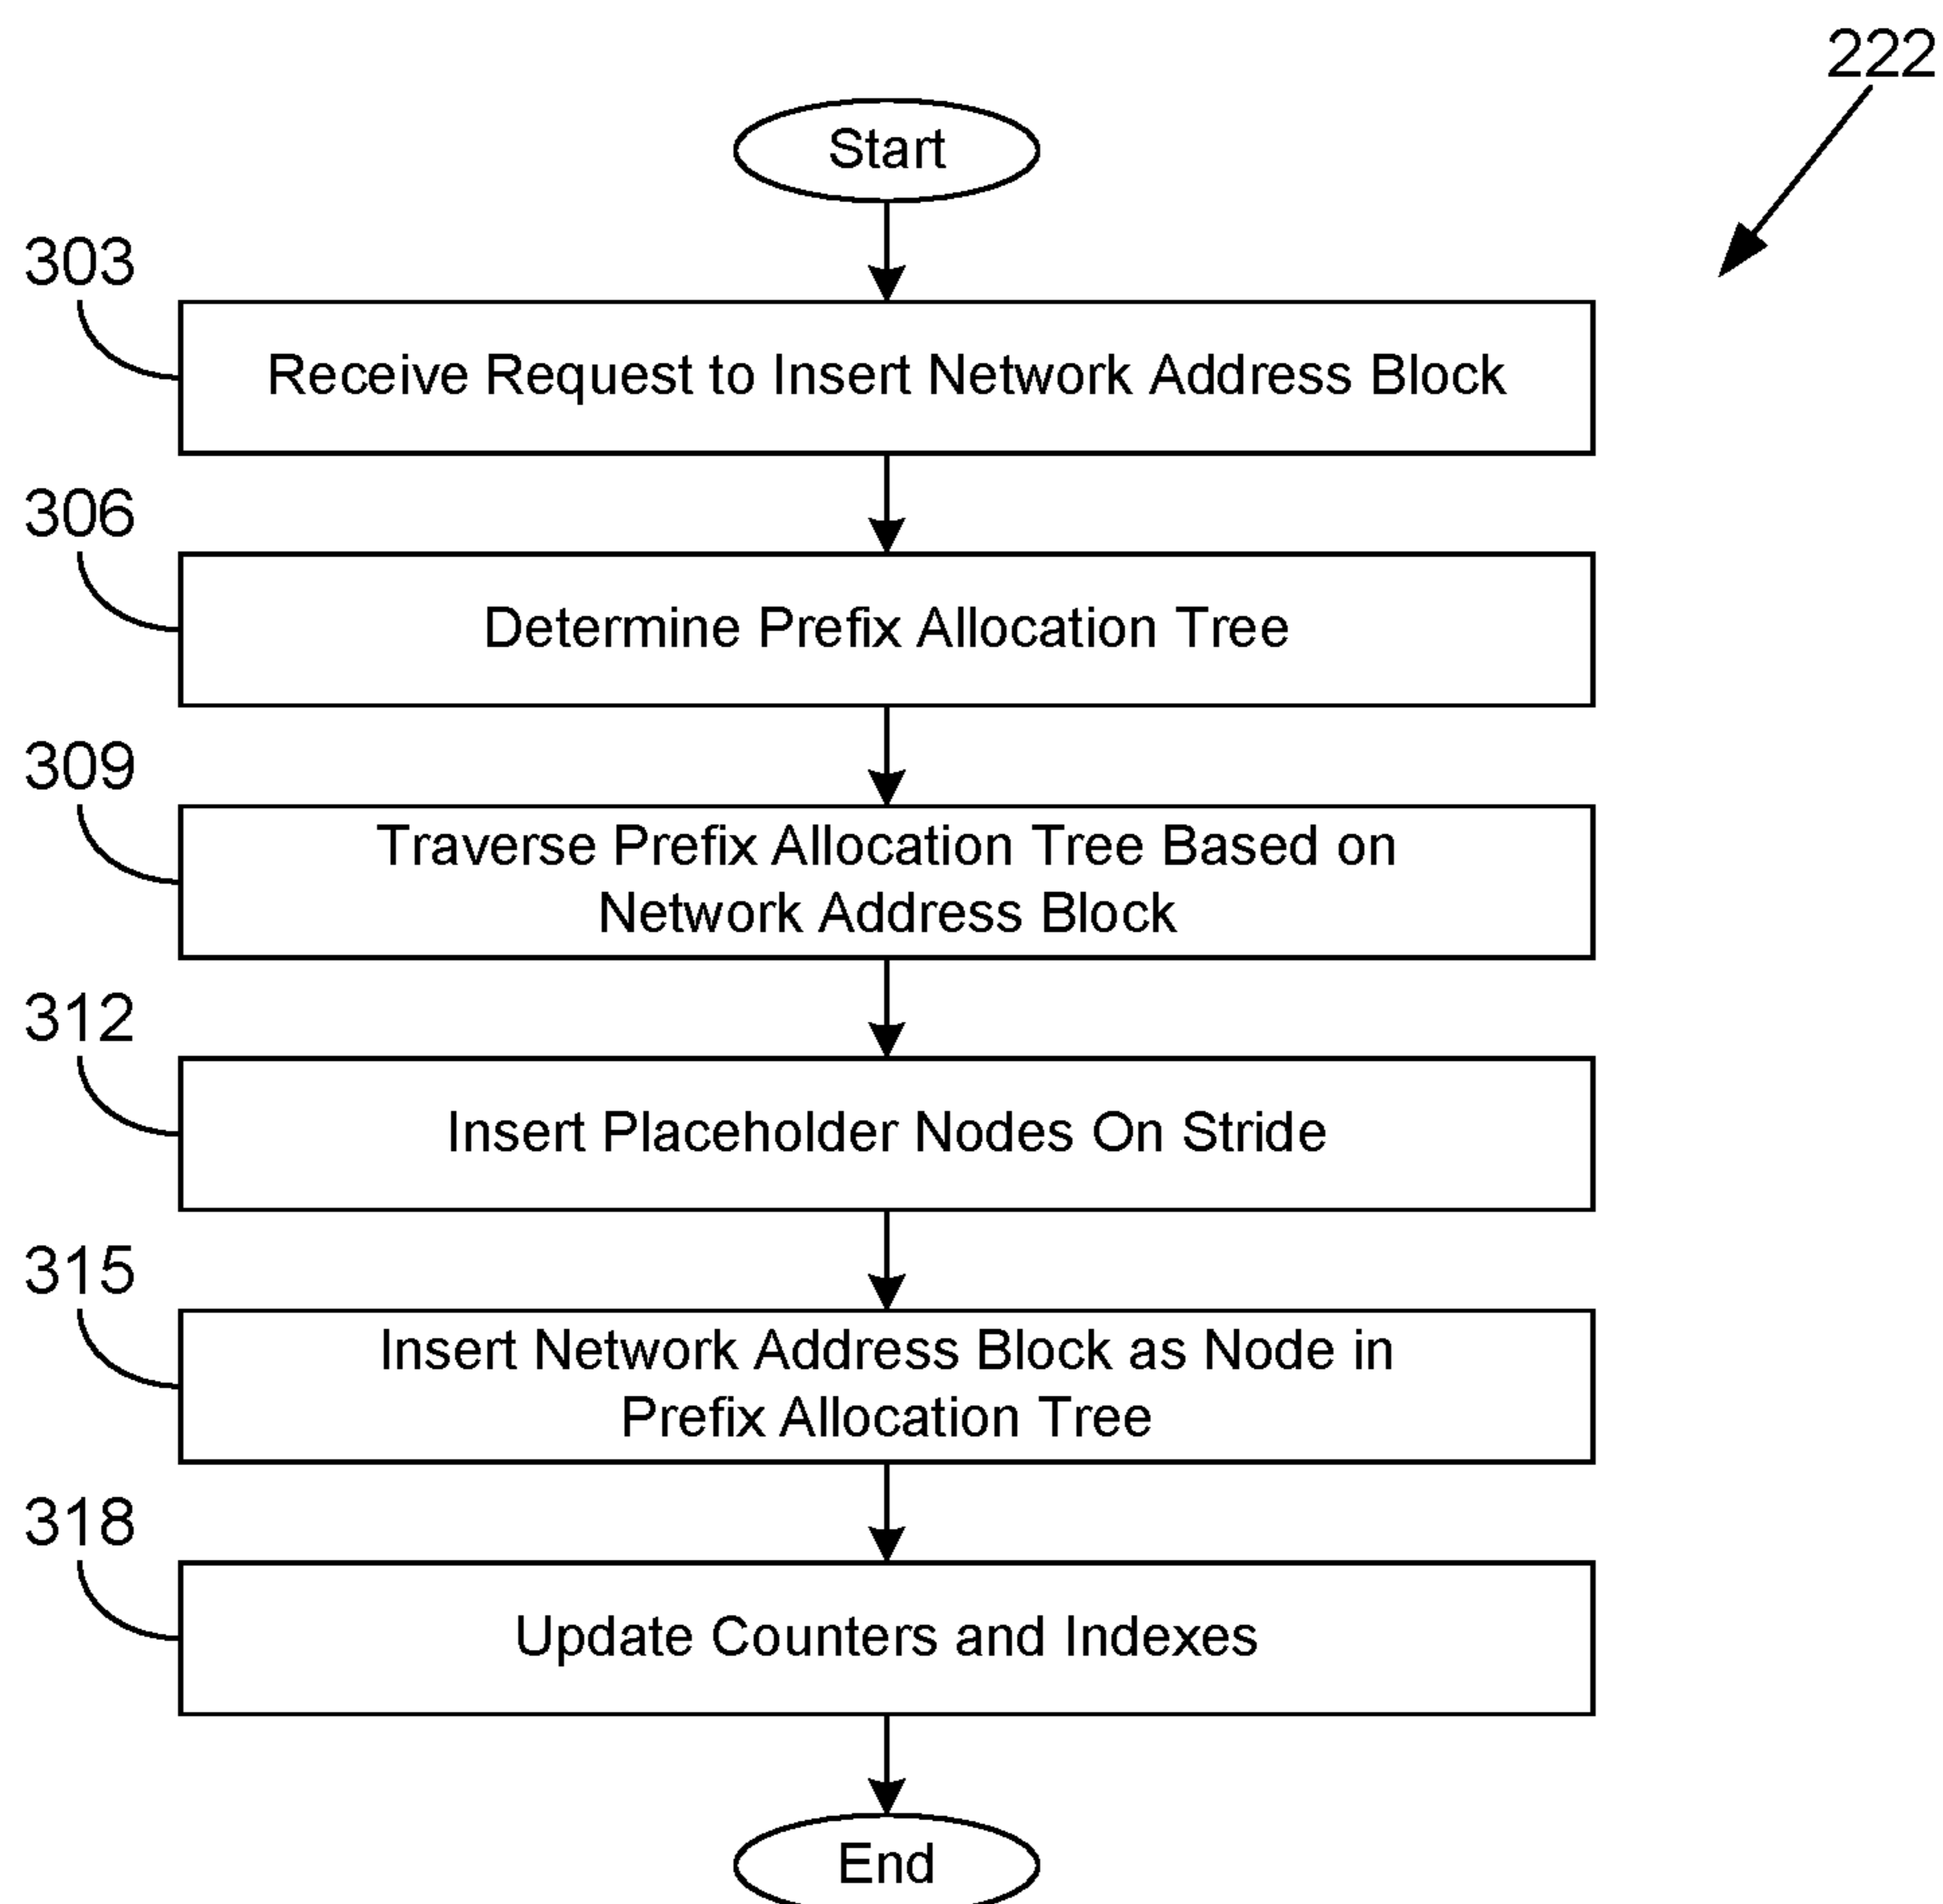 222
Start
303
Receive Request to Insert Network Address Block
306
Determine Prefix Allocation Tree
309
Traverse Prefix Allocation Tree Based on
Network Address Block
312
Insert Placeholder Nodes On Stride
315
Insert Network Address Block as Node in
Prefix Allocation Tree
318
Update Counters and Indexes
End